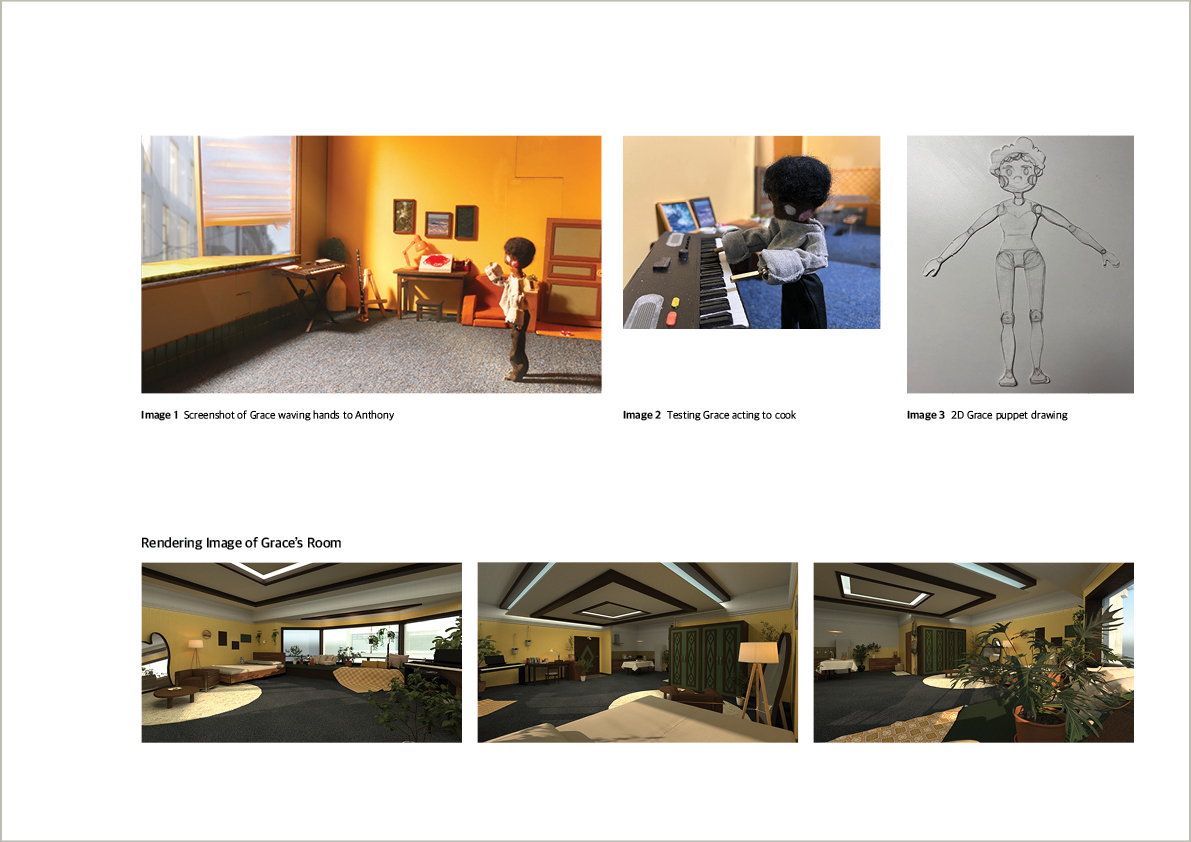 Image 1 Screenshot of Grace waving hands to Anthony
Image 2 Testing Grace acting to cook
Image 3 2D Grace puppet drawing
Rendering Image of Grace's Room